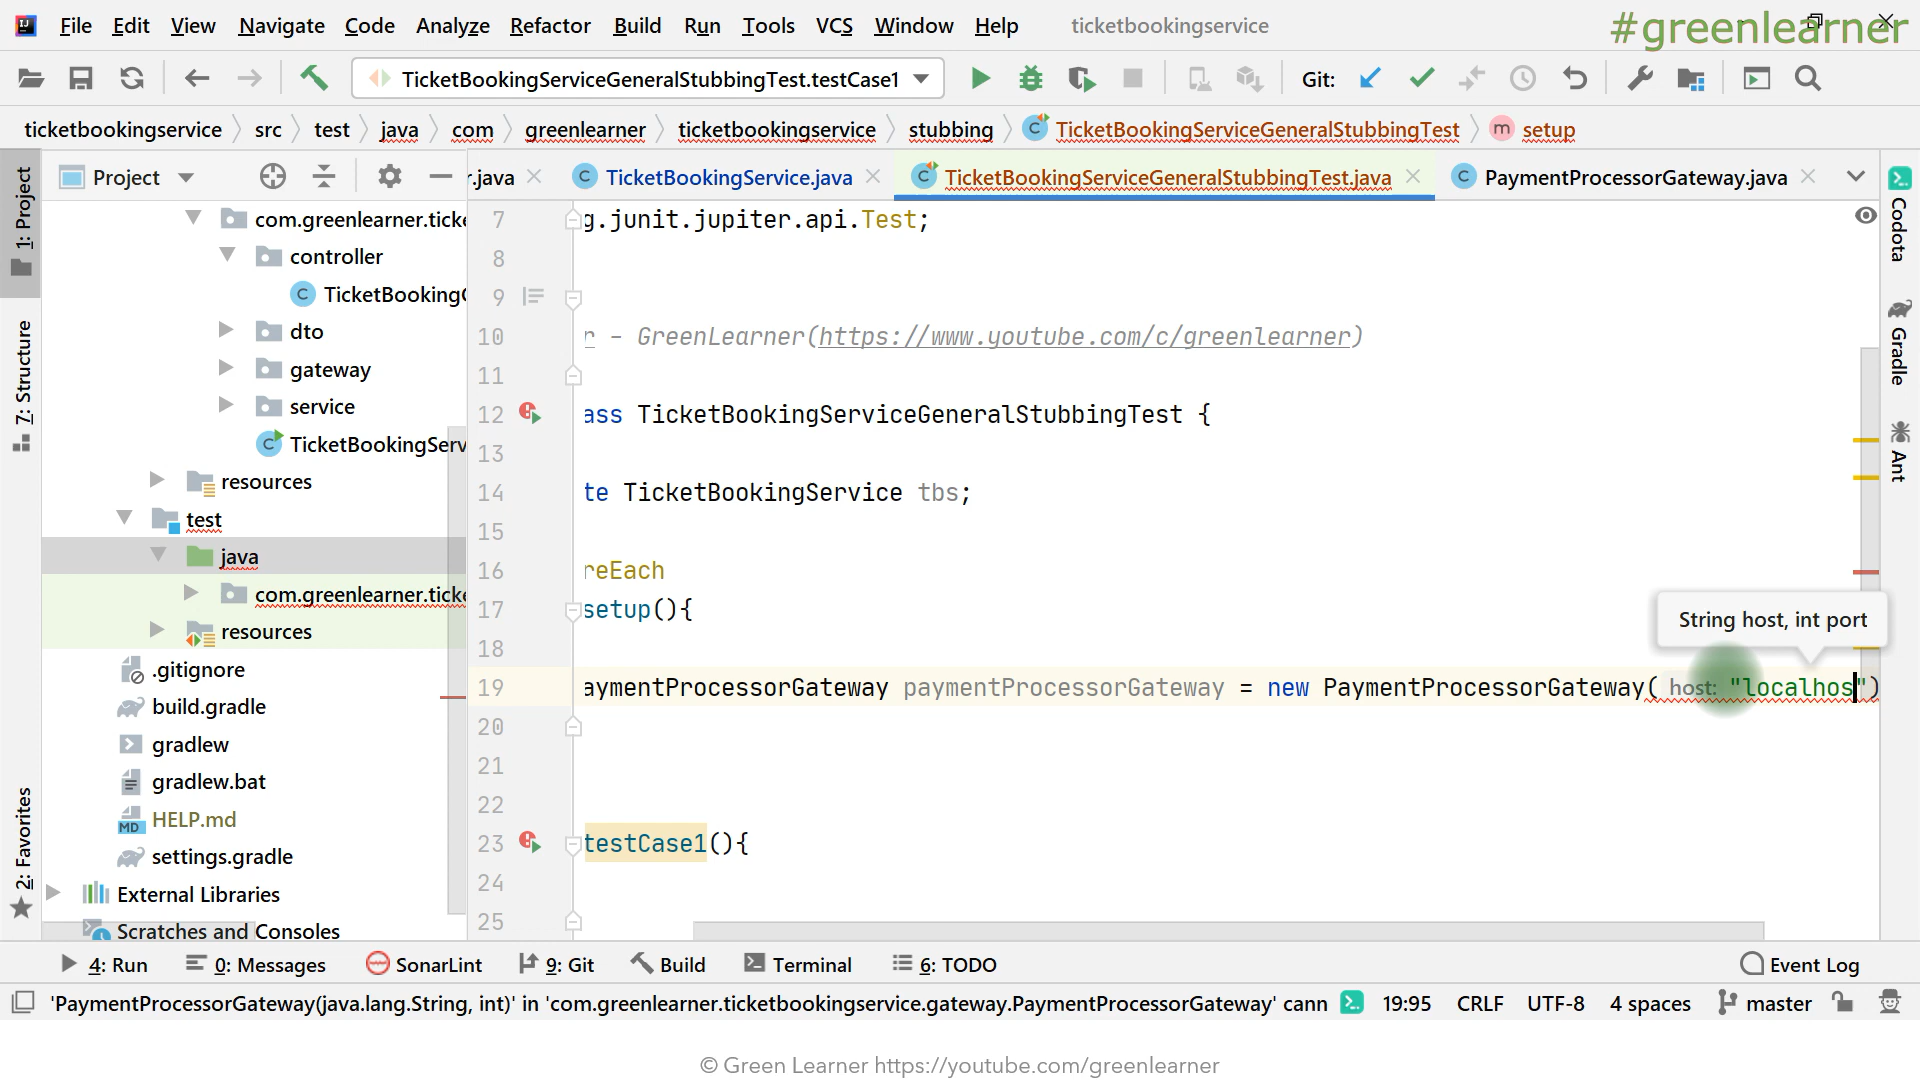 File Edit View Navigate Code Analyze Refactor Build Run Tools VCS Window Help ticketbookingservice
#greenlearner
TicketBookingServiceGeneralStubbingTest.testCase1 Git:
ticketbookingservice src test java com greenlearner ticketbookingservice stubbing TicketBookingServiceGeneralStubbingTest setup
Project r.java TicketBookingService.java TicketBookingServiceGeneralStubbingTest.java PaymentProcessorGateway.java
1: Project
7: Structure
2: Favorites
com.greenlearner.ticke
controller
TicketBookingC
dto
gateway
service
TicketBookingServ
resources
test
java
com.greenlearner.ticke
resources
.gitignore
build.gradle
gradlew
gradlew.bat
HELP.md
settings.gradle
External Libraries
Scratches and Consoles
7 g.junit.jupiter.api.Test;
8
9
10 r - GreenLearner(https://www.youtube.com/c/greenlearner)
11
12 ass TicketBookingServiceGeneralStubbingTest {
13
14 te TicketBookingService tbs;
15
16 reEach
17 setup(){
18
String host, int port
19 aymentProcessorGateway paymentProcessorGateway = new PaymentProcessorGateway( host: "localhos")
20
21
22
23 testCase1(){
24
25
Codota
Gradle
Ant
4: Run 0: Messages SonarLint 9: Git Build Terminal 6: TODO Event Log
'PaymentProcessorGateway(java.lang.String, int)' in 'com.greenlearner.ticketbookingservice.gateway.PaymentProcessorGateway' cann 19:95 CRLF UTF-8 4 spaces master
© Green Learner https://youtube.com/greenlearner